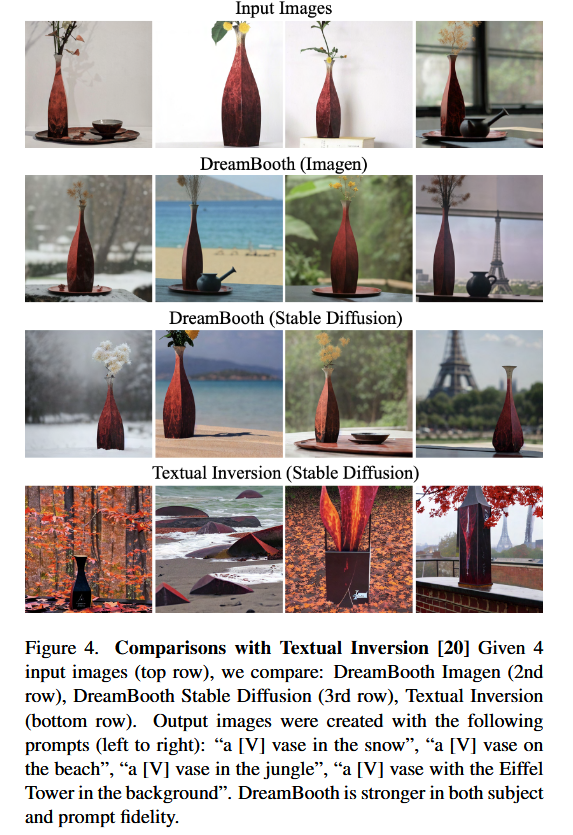 Input Images
DreamBooth (Imagen)
DreamBooth (Stable Diffusion)
Textual Inversion (Stable Diffusion)
Figure 4. Comparisons with Textual Inversion [20] Given 4
input images (top row), we compare: DreamBooth Imagen (2nd
row), DreamBooth Stable Diffusion (3rd row), Textual Inversion
(bottom row). Output images were created with the following
prompts (left to right): “a [V] vase in the snow”, “a [V] vase on
the beach”, “a [V] vase in the jungle”, “a [V] vase with the Eiffel
Tower in the background”. DreamBooth is stronger in both subject
and prompt fidelity.